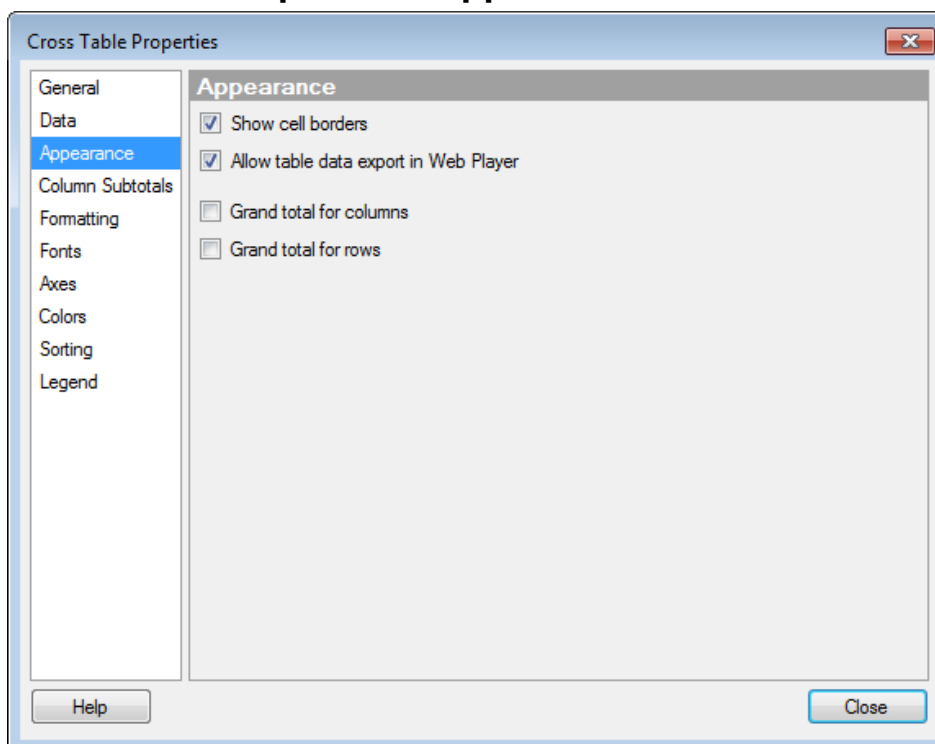 Cross Table Properties
General
Data
Appearance
Column Subtotals
Formatting
Fonts
Axes
Colors
Sorting
Legend
Appearance
Show cell borders
Allow table data export in Web Player
Grand total for columns
Grand total for rows
Help
Close